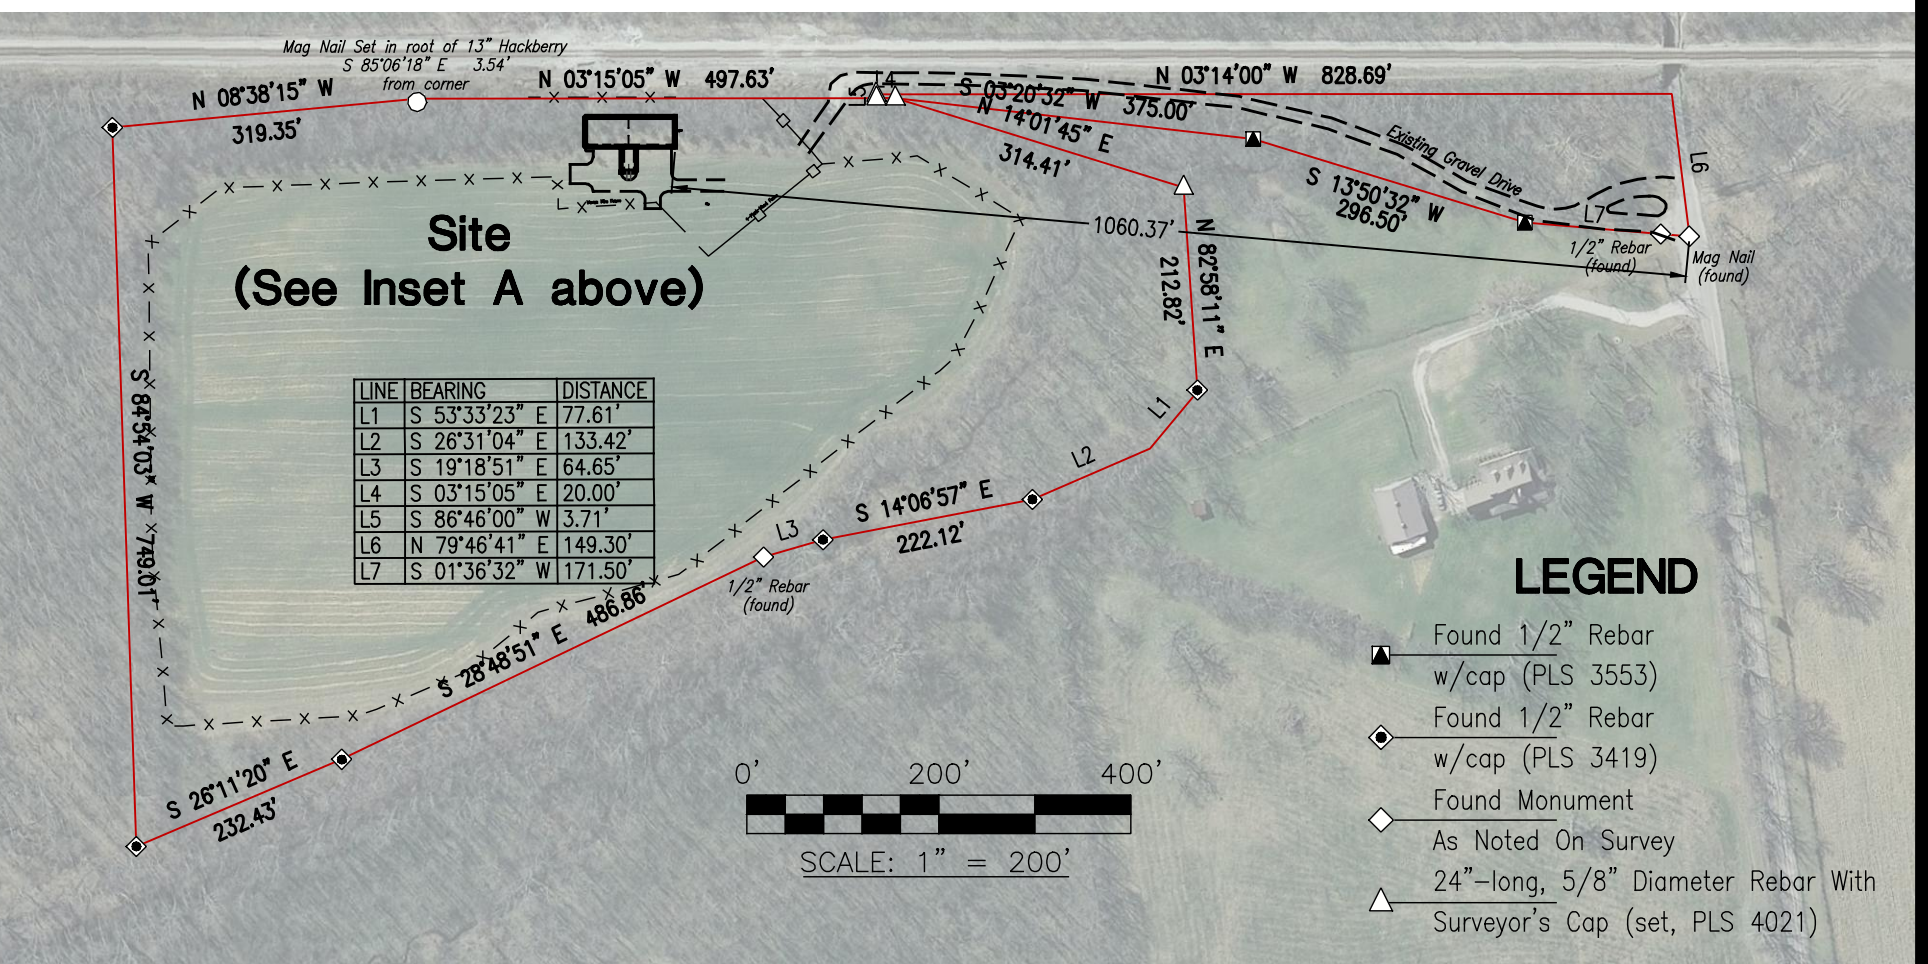 Mag Nail Set in root of 13" Hackberry
S 85°06'18" E 3.54'
from corner
N 08°38'15" W
319.35'
N 03°15'05" W 497.63'
L4
N 03°14'00" W 828.69'
S 03°20'32" W 375.00'
N 14°01'45" E
314.41'
Existing Gravel Drive
L6
S 13°50'32" W
296.50'
L7
1/2" Rebar
(found)
Mag Nail
(found)
1060.37'
Site
(See Inset A above)
N 82°58'11" E
212.82'
S 84°54'03" W 749.01'
LINE BEARING DISTANCE
L1 S 53°33'23" E 77.61'
L2 S 26°31'04" E 133.42'
L3 S 19°18'51" E 64.65'
L4 S 03°15'05" E 20.00'
L5 S 86°46'00" W 3.71'
L6 N 79°46'41" E 149.30'
L7 S 01°36'32" W 171.50'
L1
L2
S 14°06'57" E
222.12'
L3
1/2" Rebar
(found)
S 28°48'51" E 486.86'
S 26°11'20" E
232.43'
0' 200' 400'
SCALE: 1" = 200'
LEGEND
Found 1/2" Rebar
w/cap (PLS 3553)
Found 1/2" Rebar
w/cap (PLS 3419)
Found Monument
As Noted On Survey
24"-long, 5/8" Diameter Rebar With
Surveyor's Cap (set, PLS 4021)